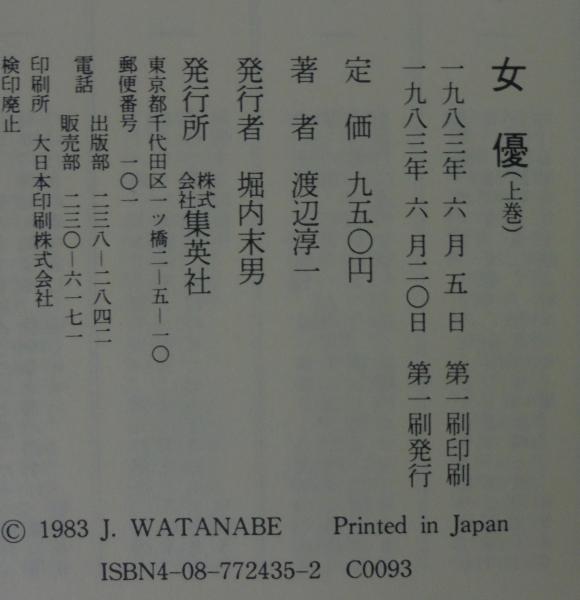 女優(上巻)
一九八三年 六月 五日 第一刷印刷
一九八三年 六月二〇日 第一刷発行
定価 九五〇円
著者 渡辺淳一
発行者 堀内末男
発行所 株式会社集英社
東京都千代田区一ッ橋二―五―一〇
郵便番号 一〇一
出版部 二三八―二八四二
電話
販売部 二三〇―六一七一
印刷所 大日本印刷株式会社
検印廃止
© 1983 J. WATANABE Printed in Japan
ISBN4-08-772435-2 C0093